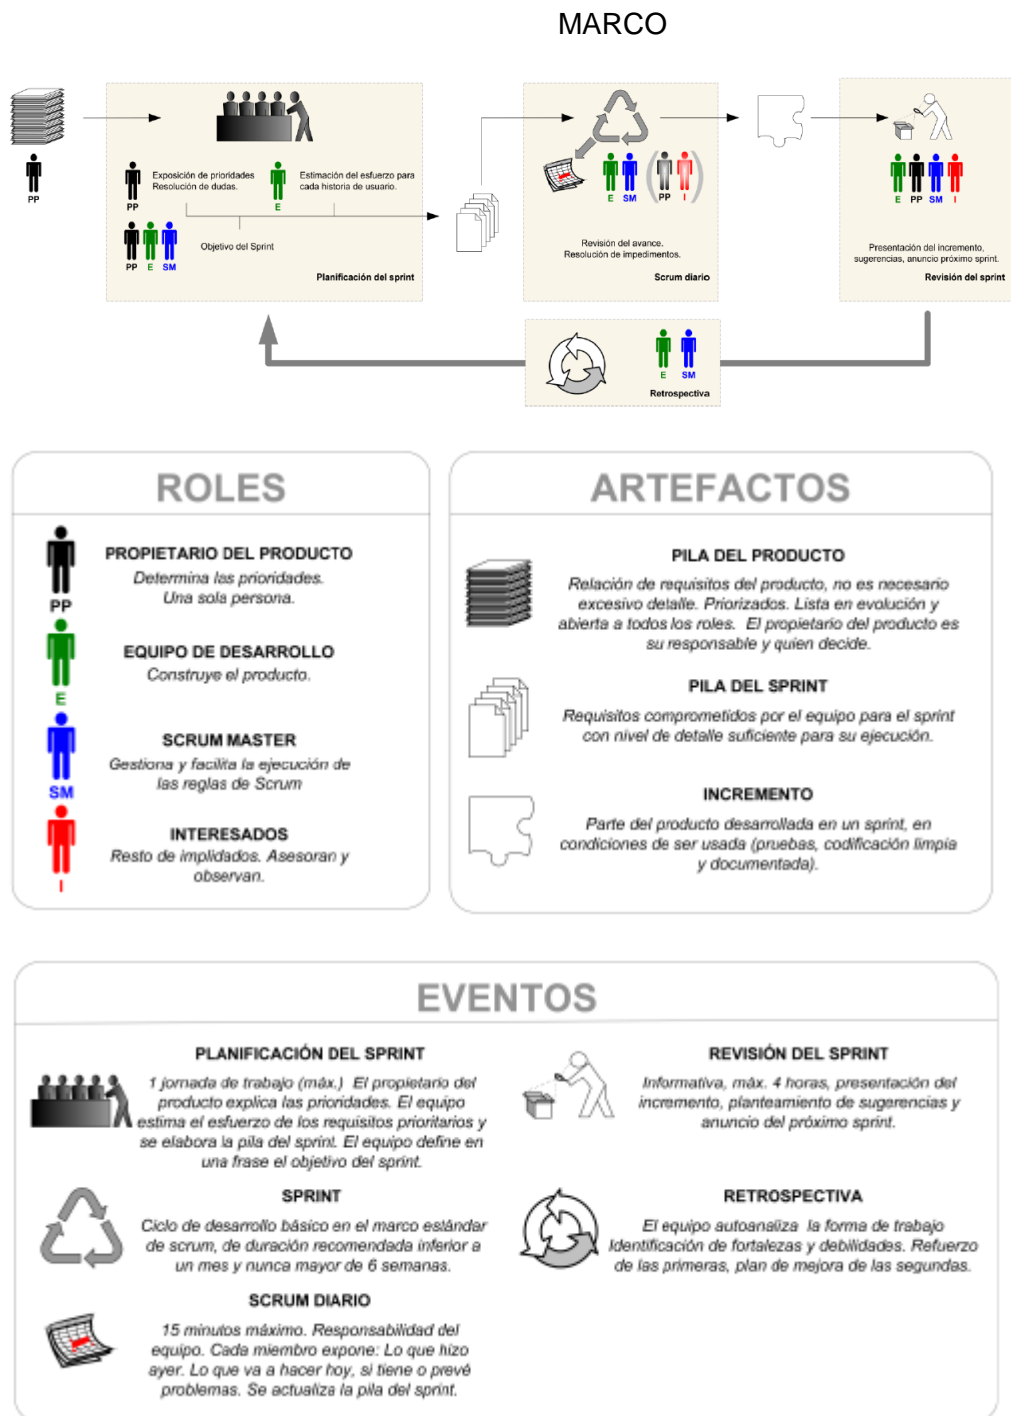 MARCO
PP
PP
Exposición de prioridades
Resolución de dudas.
E
Estimación del esfuerzo para
cada historia de usuario.
PP E SM
Objetivo del Sprint
Planificación del sprint
E SM PP I
Revisión del avance.
Resolución de impedimentos.
Scrum diario
E PP SM I
Presentación del incremento,
sugerencias, anuncio próximo sprint.
Revisión del sprint
E SM
Retrospectiva
ROLES
PP
PROPIETARIO DEL PRODUCTO
Determina las prioridades.
Una sola persona.
E
EQUIPO DE DESARROLLO
Construye el producto.
SM
SCRUM MASTER
Gestiona y facilita la ejecución de
las reglas de Scrum
I
INTERESADOS
Resto de implidados. Asesoran y
observan.
ARTEFACTOS
PILA DEL PRODUCTO
Relación de requisitos del producto, no es necesario
excesivo detalle. Priorizados. Lista en evolución y
abierta a todos los roles. El propietario del producto es
su responsable y quien decide.
PILA DEL SPRINT
Requisitos comprometidos por el equipo para el sprint
con nivel de detalle suficiente para su ejecución.
INCREMENTO
Parte del producto desarrollada en un sprint, en
condiciones de ser usada (pruebas, codificación limpia
y documentada).
EVENTOS
PLANIFICACIÓN DEL SPRINT
1 jornada de trabajo (máx.) El propietario del
producto explica las prioridades. El equipo
estima el esfuerzo de los requisitos prioritarios y
se elabora la pila del sprint. El equipo define en
una frase el objetivo del sprint.
SPRINT
Ciclo de desarrollo básico en el marco estándar
de scrum, de duración recomendada inferior a
un mes y nunca mayor de 6 semanas.
SCRUM DIARIO
15 minutos máximo. Responsabilidad del
equipo. Cada miembro expone: Lo que hizo
ayer. Lo que va a hacer hoy, si tiene o prevé
problemas. Se actualiza la pila del sprint.
REVISIÓN DEL SPRINT
Informativa, máx. 4 horas, presentación del
incremento, planteamiento de sugerencias y
anuncio del próximo sprint.
RETROSPECTIVA
El equipo autoanaliza la forma de trabajo
Identificación de fortalezas y debilidades. Refuerzo
de las primeras, plan de mejora de las segundas.